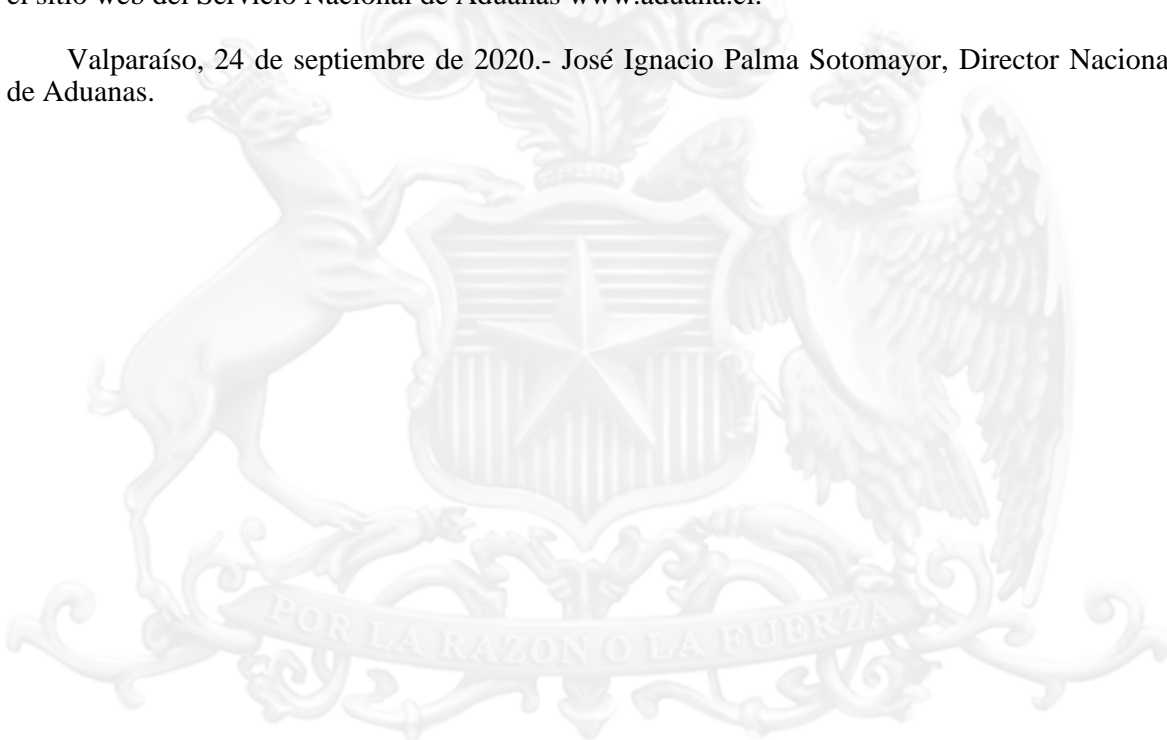 el sitio web del Servicio Nacional de Aduanas www.aduana.cl.
Valparaíso, 24 de septiembre de 2020.- José Ignacio Palma Sotomayor, Director Naciona
de Aduanas.
POR LA RAZON O LA FUERZA